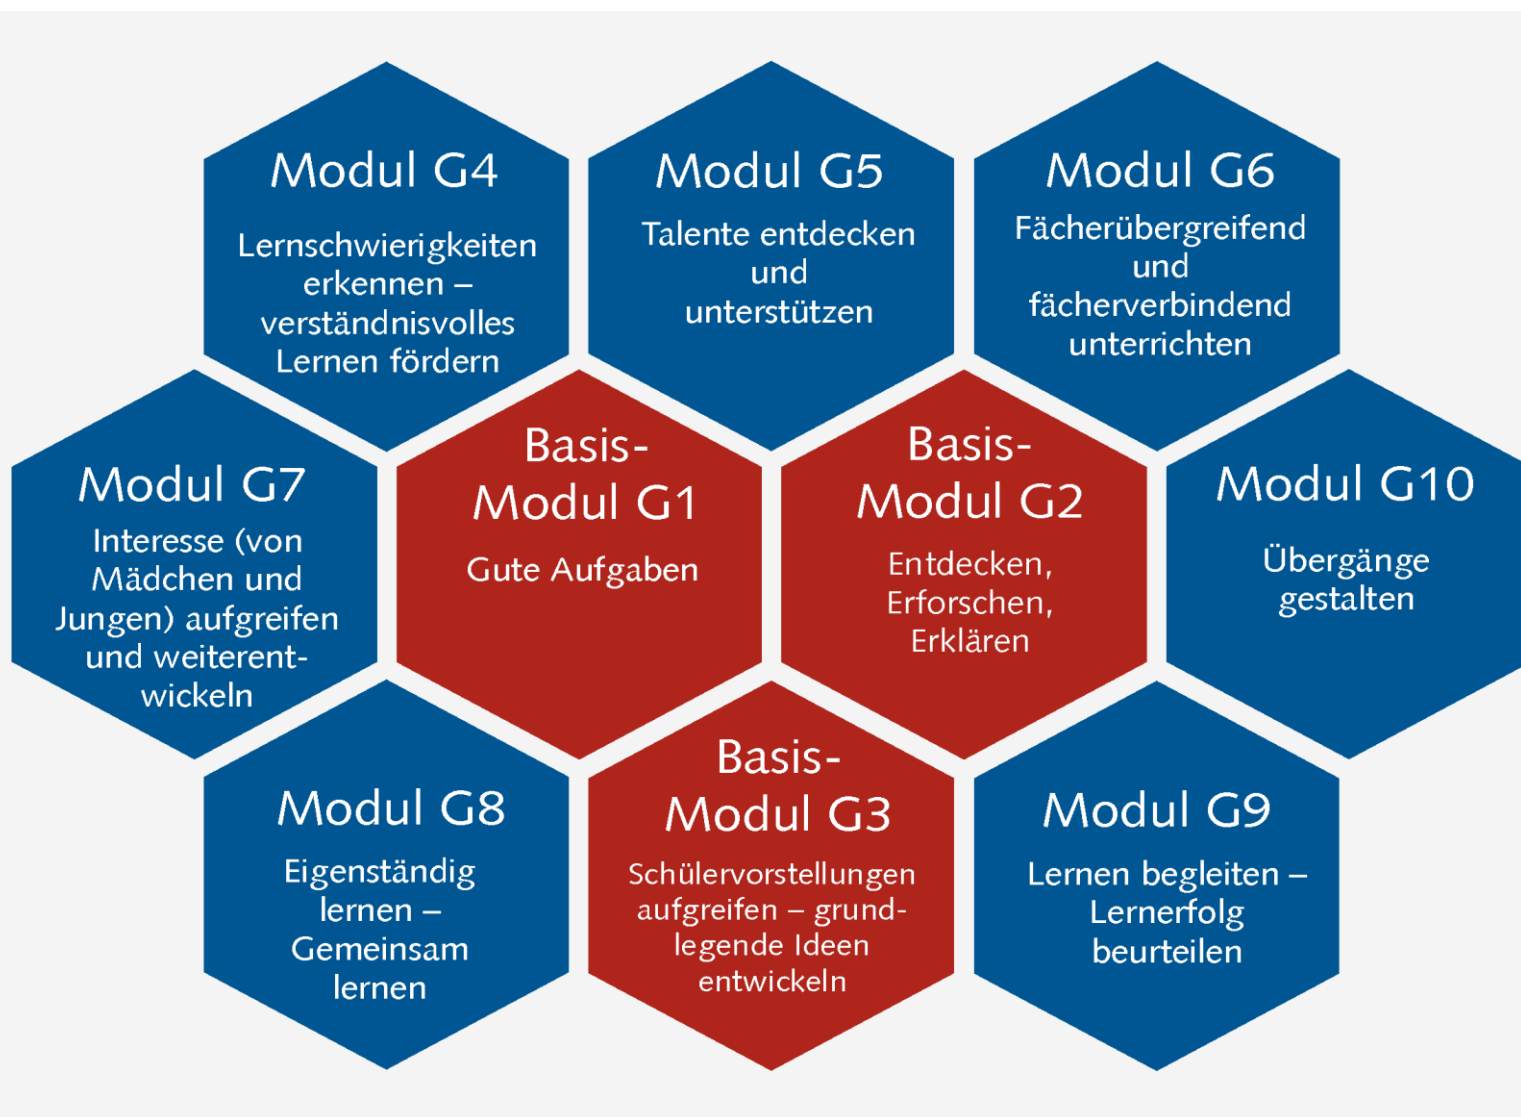 Modul G4
Lernschwierigkeiten
erkennen –
verständnisvolles
Lernen fördern
Modul G5
Talente entdecken
und
unterstützen
Modul G6
Fächerübergreifend
und
fächerverbindend
unterrichten
Modul G7
Interesse (von
Mädchen und
Jungen) aufgreifen
und weiterent-
wickeln
Basis-
Modul G1
Gute Aufgaben
Basis-
Modul G2
Entdecken,
Erforschen,
Erklären
Modul G10
Übergänge
gestalten
Modul G8
Eigenständig
lernen –
Gemeinsam
lernen
Basis-
Modul G3
Schülervorstellungen
aufgreifen – grund-
legende Ideen
entwickeln
Modul G9
Lernen begleiten –
Lernerfolg
beurteilen